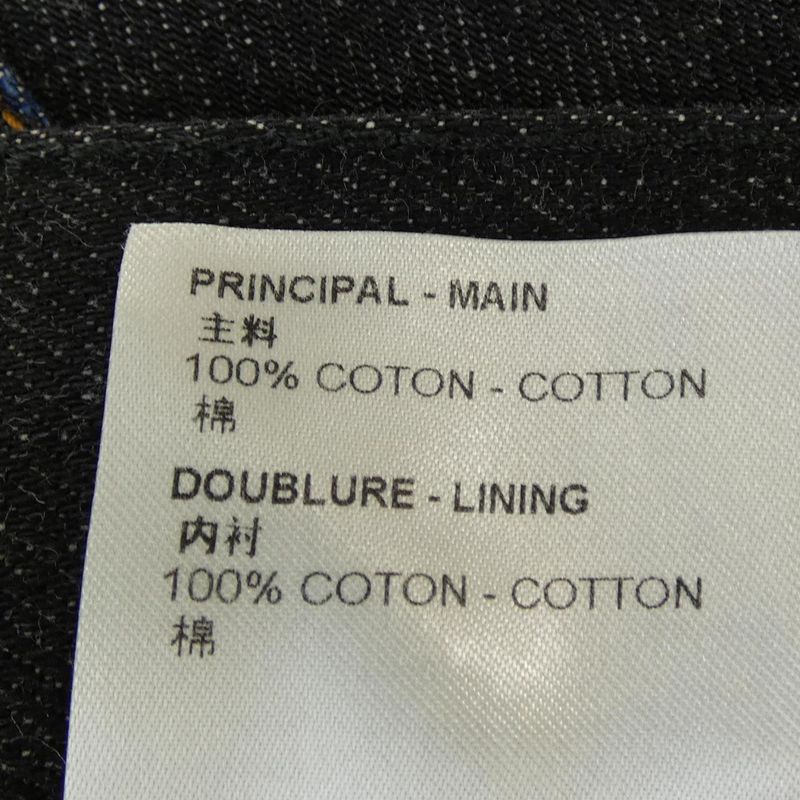 PRINCIPAL - MAIN
主料
100% COTON - COTTON
棉
DOUBLURE - LINING
内衬
100% COTON - COTTON
棉